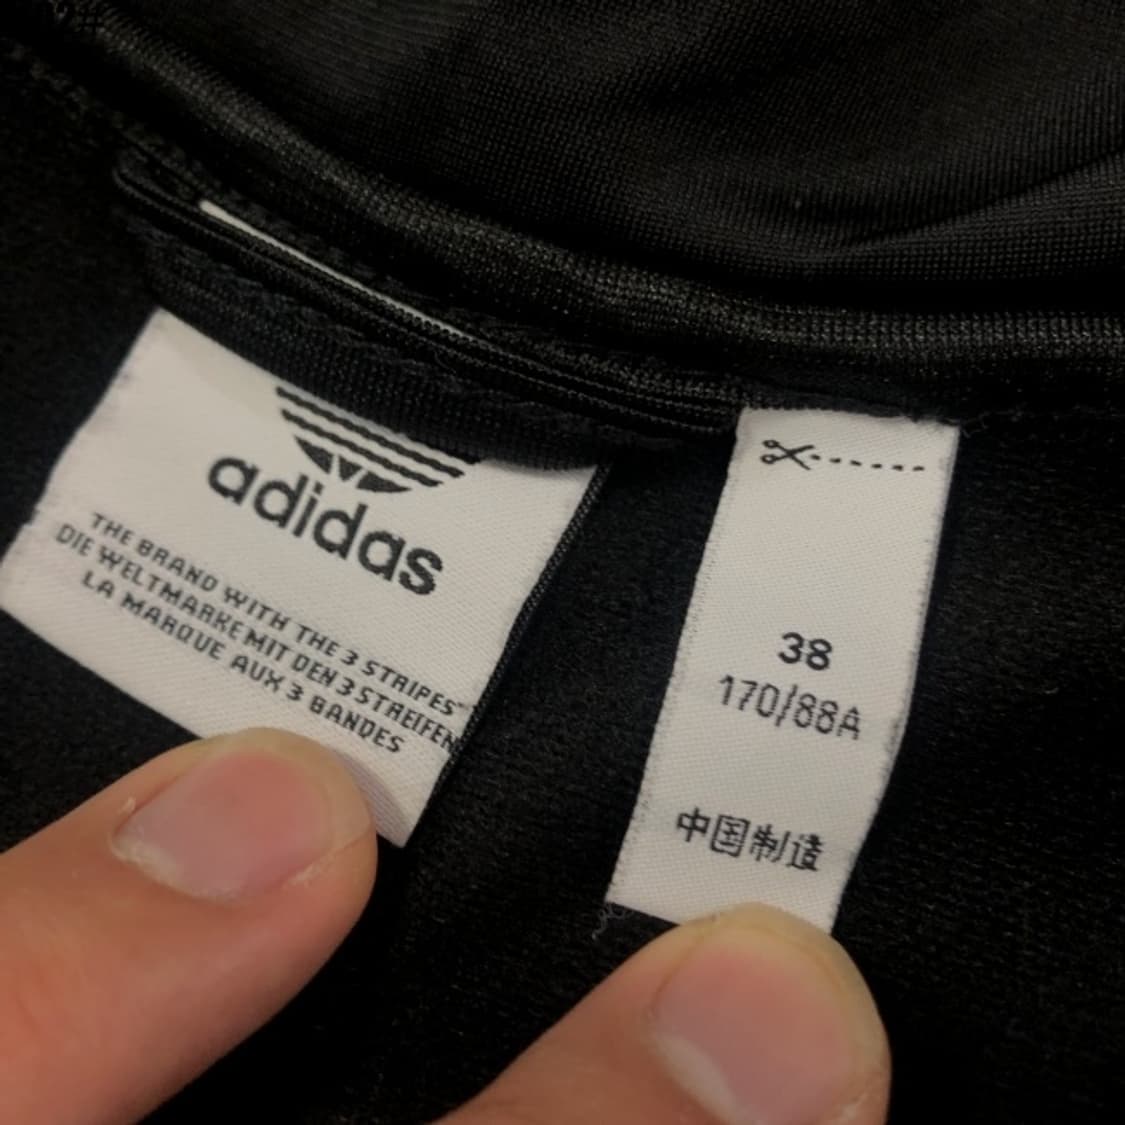 adidas
THE BRAND WITH THE 3 STRIPES
DIE WELTMARKE MIT DEN 3 STREIFEN
LA MARQUE AUX 3 BANDES
38
170/88A
中国制造